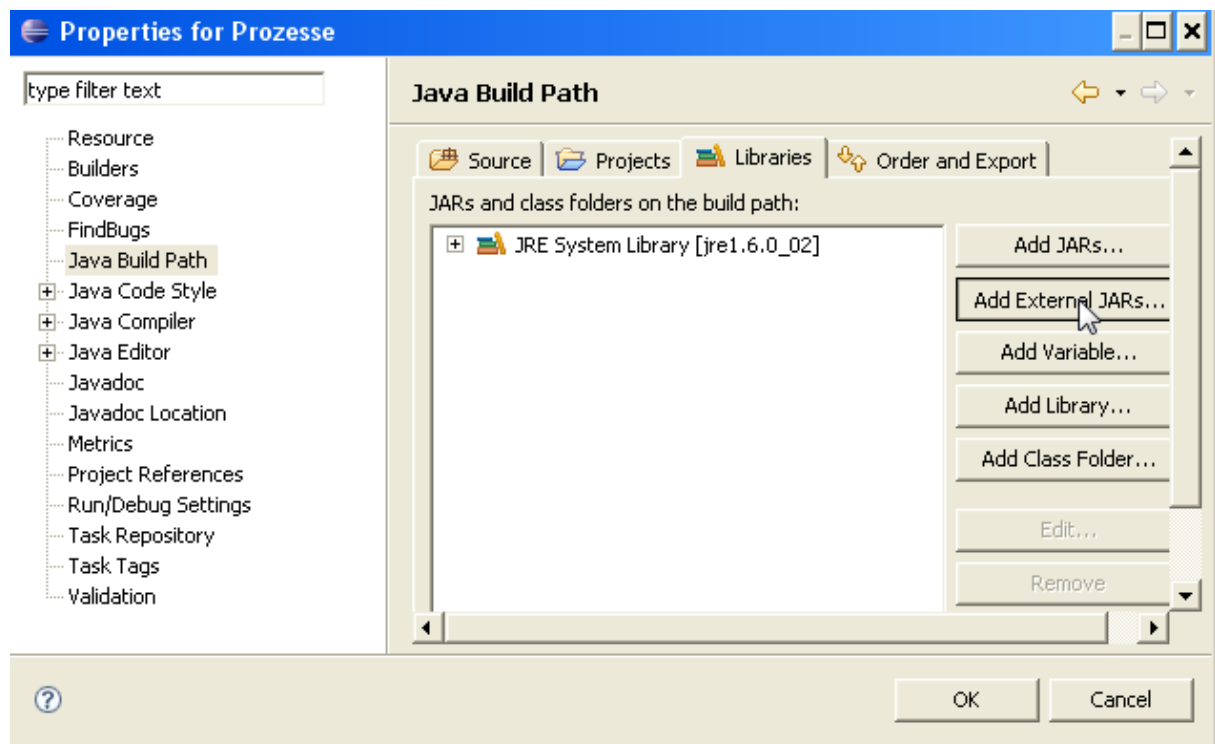 Properties for Prozesse
type filter text
Resource
Builders
Coverage
FindBugs
Java Build Path
Java Code Style
Java Compiler
Java Editor
Javadoc
Javadoc Location
Metrics
Project References
Run/Debug Settings
Task Repository
Task Tags
Validation
Java Build Path
Source Projects Libraries Order and Export
JARs and class folders on the build path:
JRE System Library [jre1.6.0_02]
Add JARs...
Add External JARs...
Add Variable...
Add Library...
Add Class Folder...
Edit...
Remove
OK Cancel